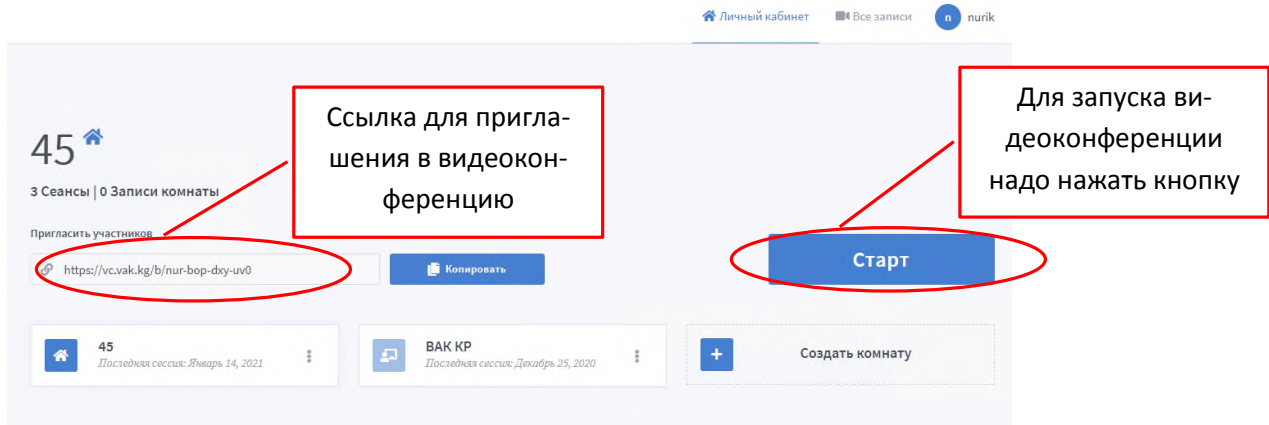 Личный кабинет
Все записи
n
nurik
Ссылка для пригла-
шения в видеокон-
ференцию
Для запуска ви-
деоконференции
надо нажать кнопку
45
3 Сеансы | 0 Записи комнаты
Пригласить участников
https://vc.vak.kg/b/nur-bop-dxy-uv0
Копировать
Старт
45
Последняя сессия: Январь 14, 2021
ВАК КР
Последняя сессия: Декабрь 25, 2020
+
Создать комнату